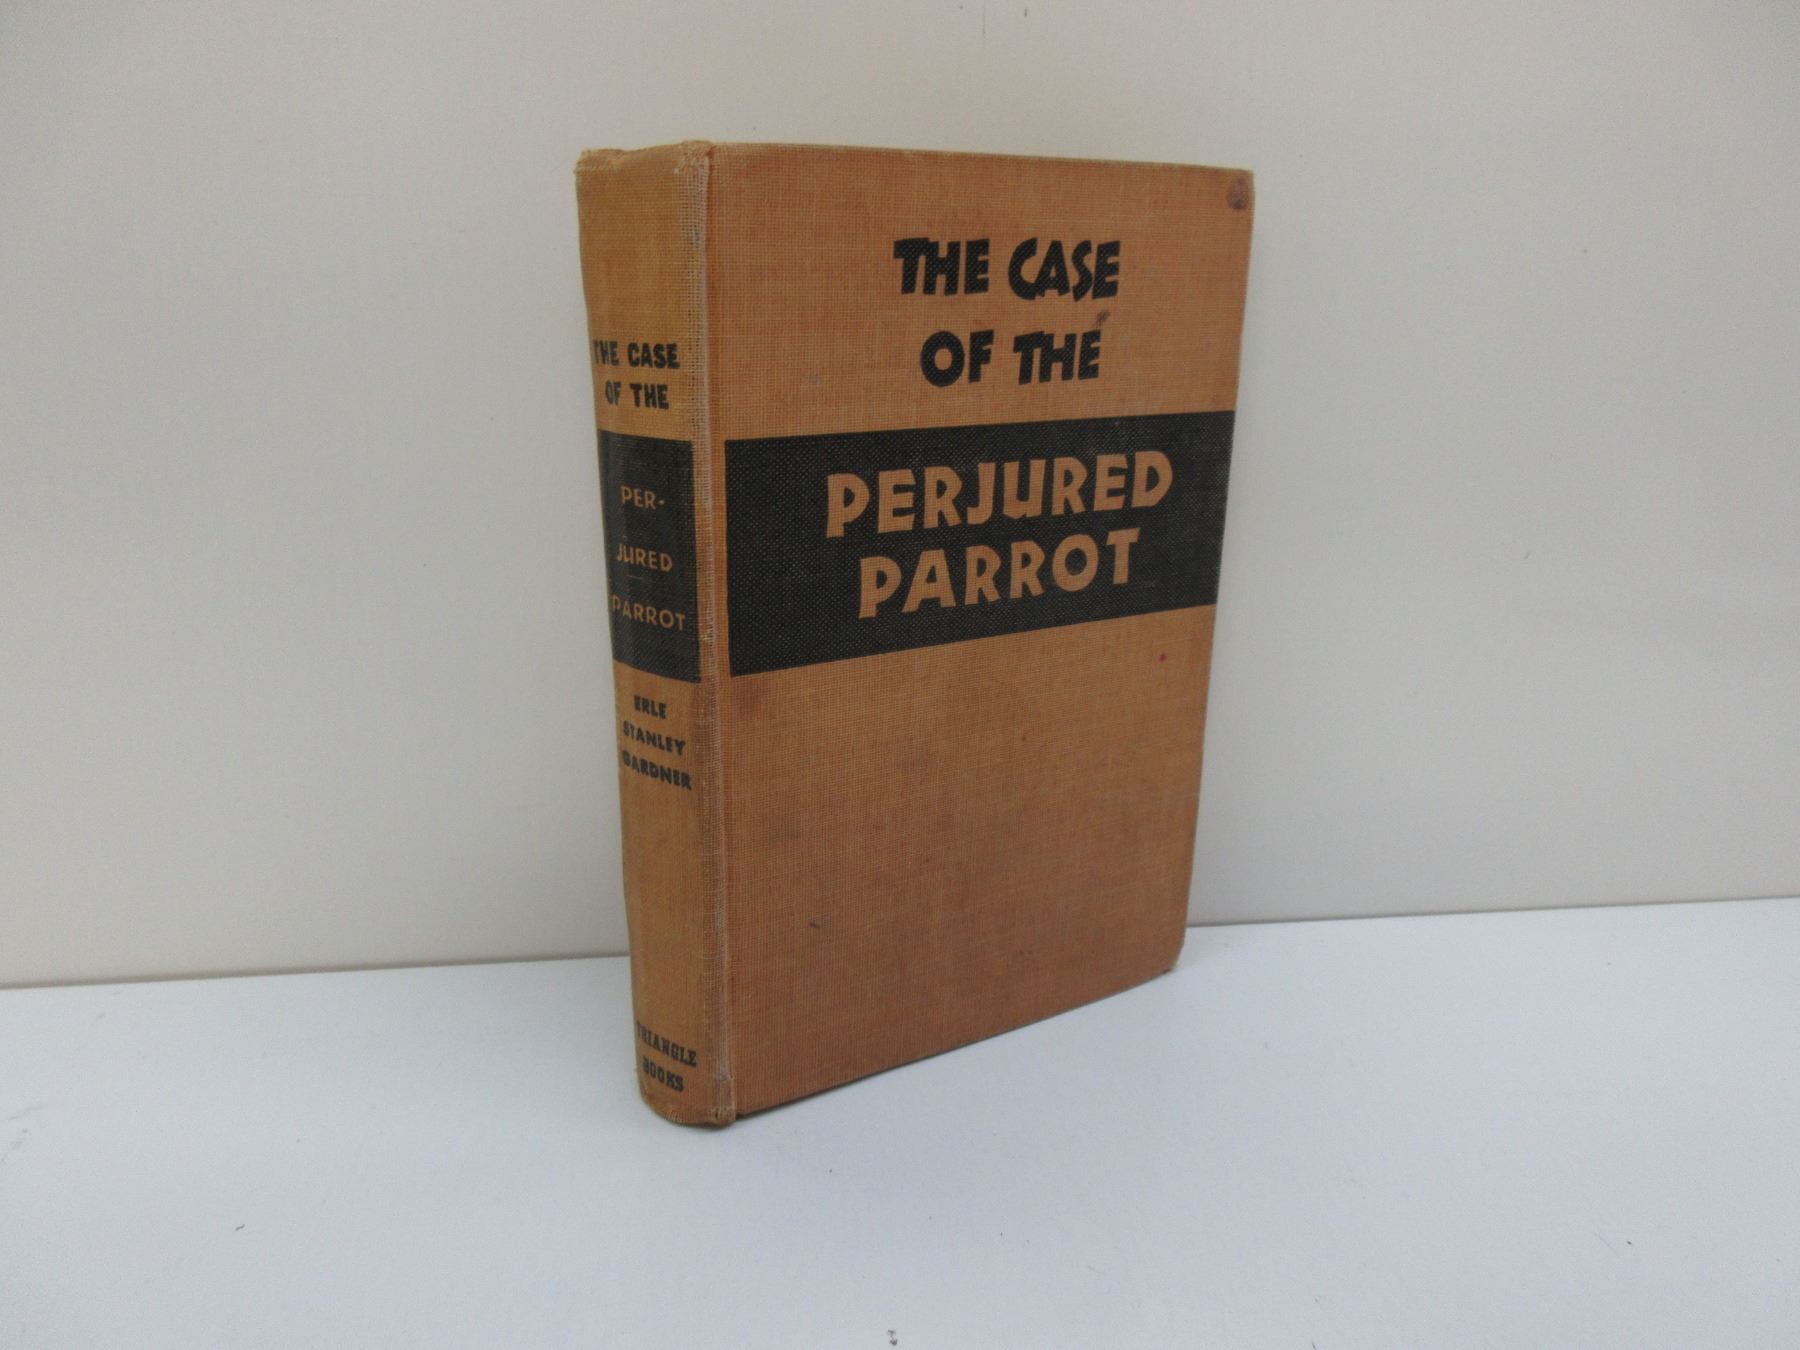 THE CASE
OF THE
PER-
JURED
PARROT
ERLE
STANLEY
GARDNER
TRIANGLE
BOOKS
THE CASE
OF THE
PERJURED
PARROT